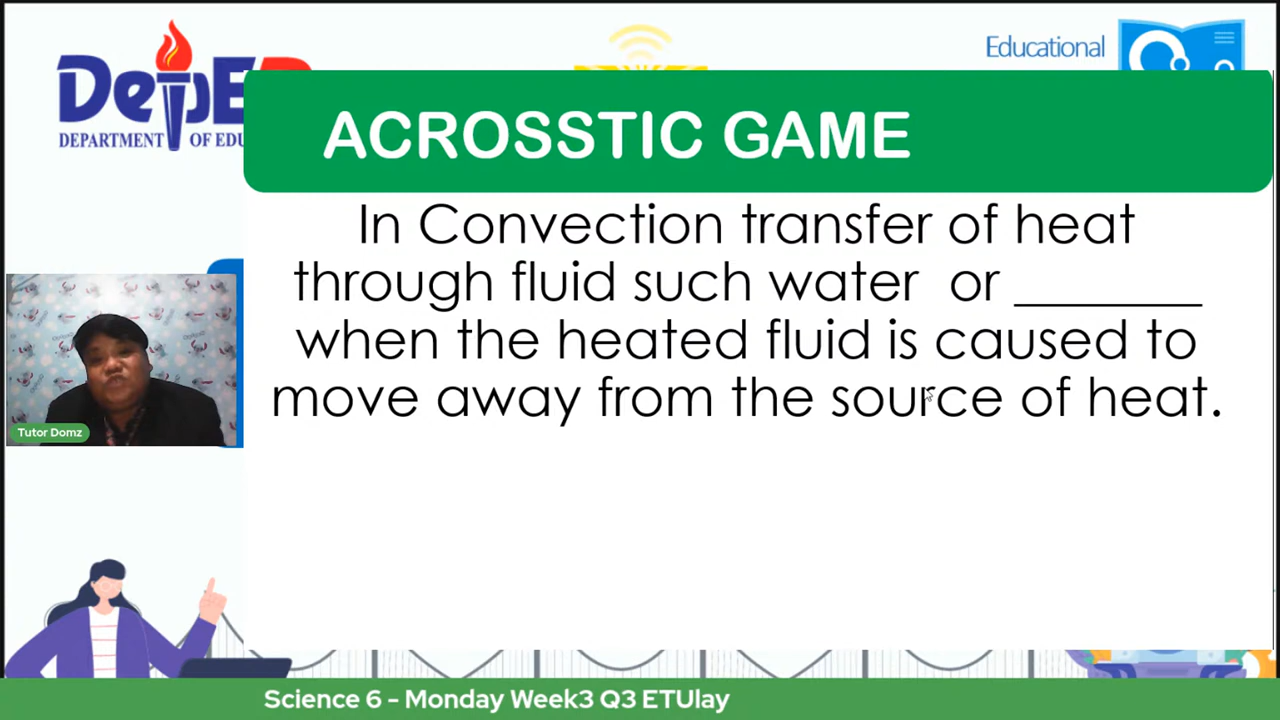 Educational
DepED
DEPARTMENT OF EDU
ACROSSTIC GAME
In Convection transfer of heat
through fluid such water or _______
when the heated fluid is caused to
move away from the source of heat.
Tutor Domz
Science 6 - Monday Week3 Q3 ETUlay